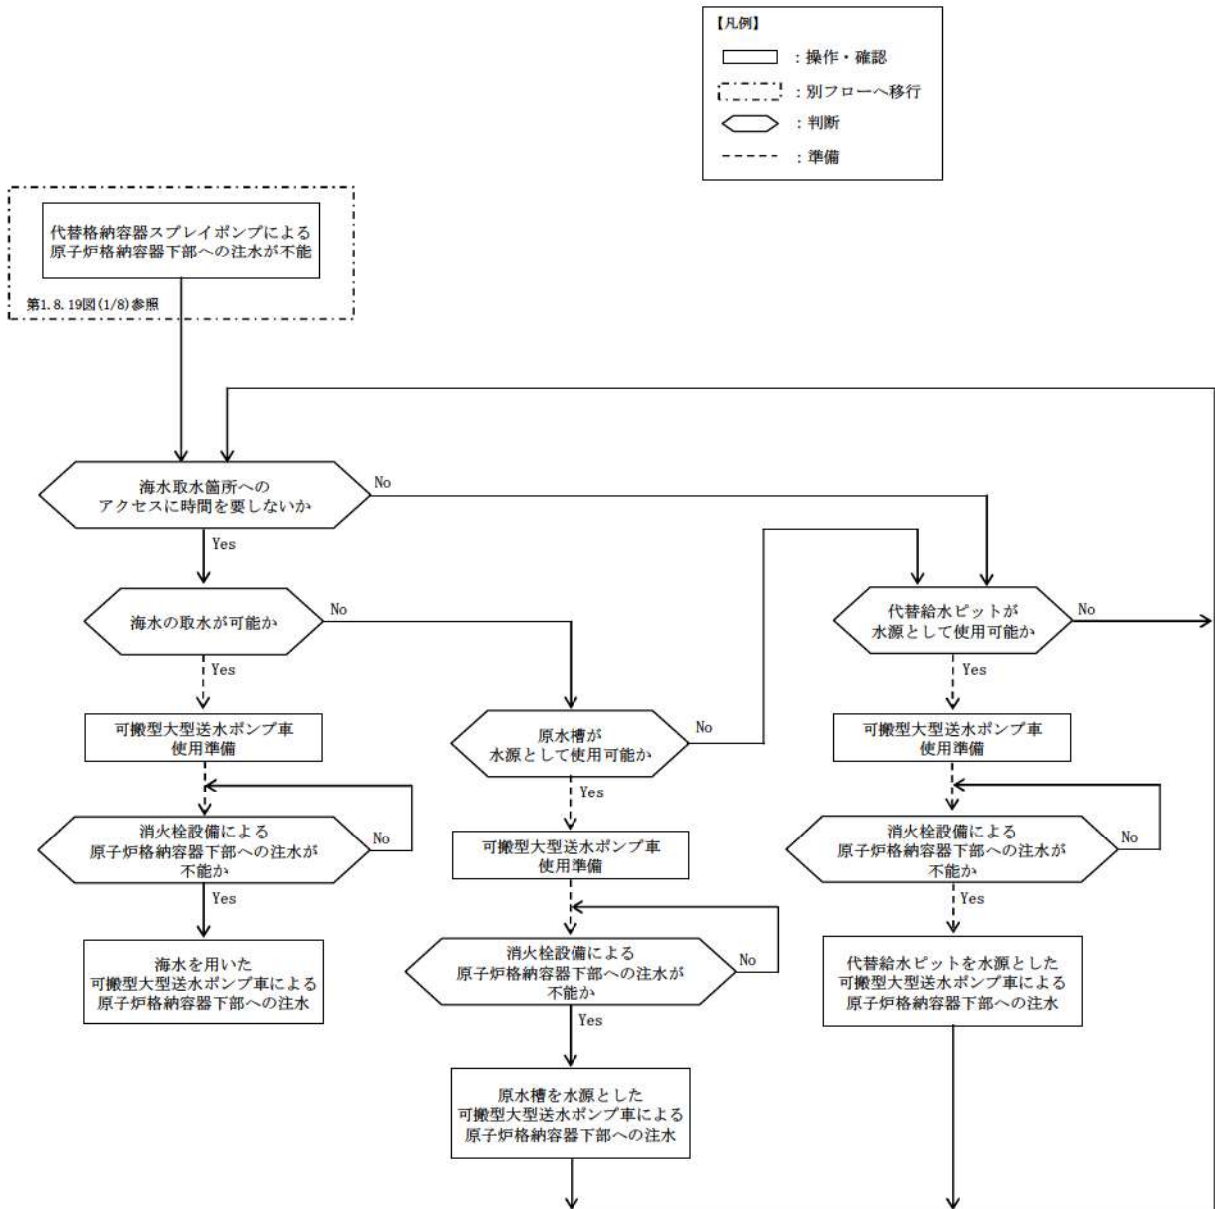 【凡例】
：操作・確認
：別フローへ移行
：判断
：準備
代替格納容器スプレイポンプによる
原子炉格納容器下部への注水が不能
第1.8.19図(1/8)参照
海水取水箇所への
アクセスに時間を要しないか
No
Yes
海水の取水が可能か
No
Yes
代替給水ピットが
水源として使用可能か
No
Yes
可搬型大型送水ポンプ車
使用準備
原水槽が
水源として使用可能か
No
Yes
可搬型大型送水ポンプ車
使用準備
消火栓設備による
原子炉格納容器下部への注水が
不能か
No
Yes
可搬型大型送水ポンプ車
使用準備
消火栓設備による
原子炉格納容器下部への注水が
不能か
No
Yes
海水を用いた
可搬型大型送水ポンプ車による
原子炉格納容器下部への注水
消火栓設備による
原子炉格納容器下部への注水が
不能か
No
Yes
代替給水ピットを水源とした
可搬型大型送水ポンプ車による
原子炉格納容器下部への注水
原水槽を水源とした
可搬型大型送水ポンプ車による
原子炉格納容器下部への注水